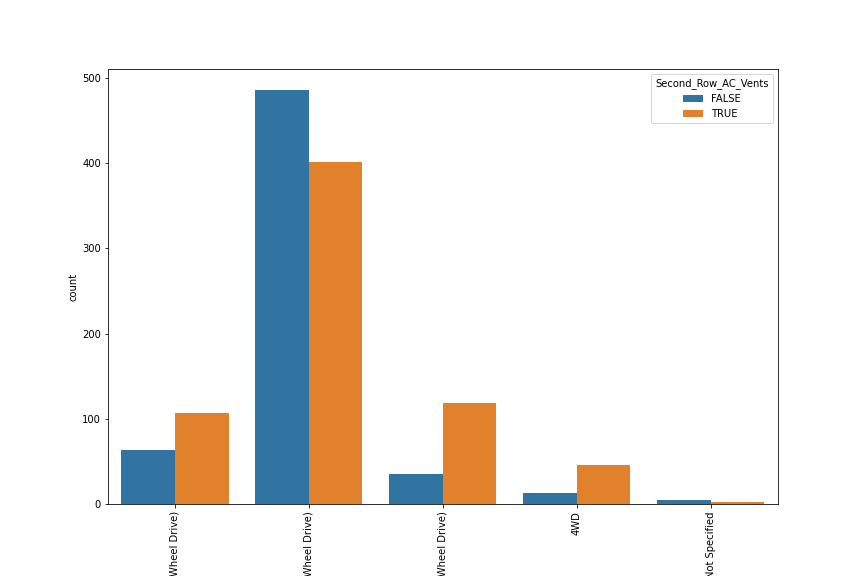 500
400
300
200
100
0
count
Second_Row_AC_Vents
FALSE
TRUE
Wheel Drive)
Wheel Drive)
Wheel Drive)
4WD
Not Specified